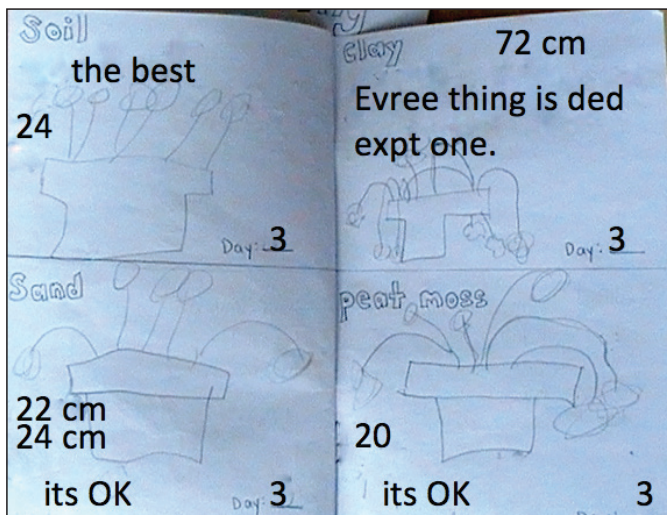 Soil
the best
24
Day: 3
clay
72 cm
Evree thing is ded
expt one.
Day: 3
Sand
22 cm
24 cm
its OK
Day: 3
peat moss
20
its OK
3